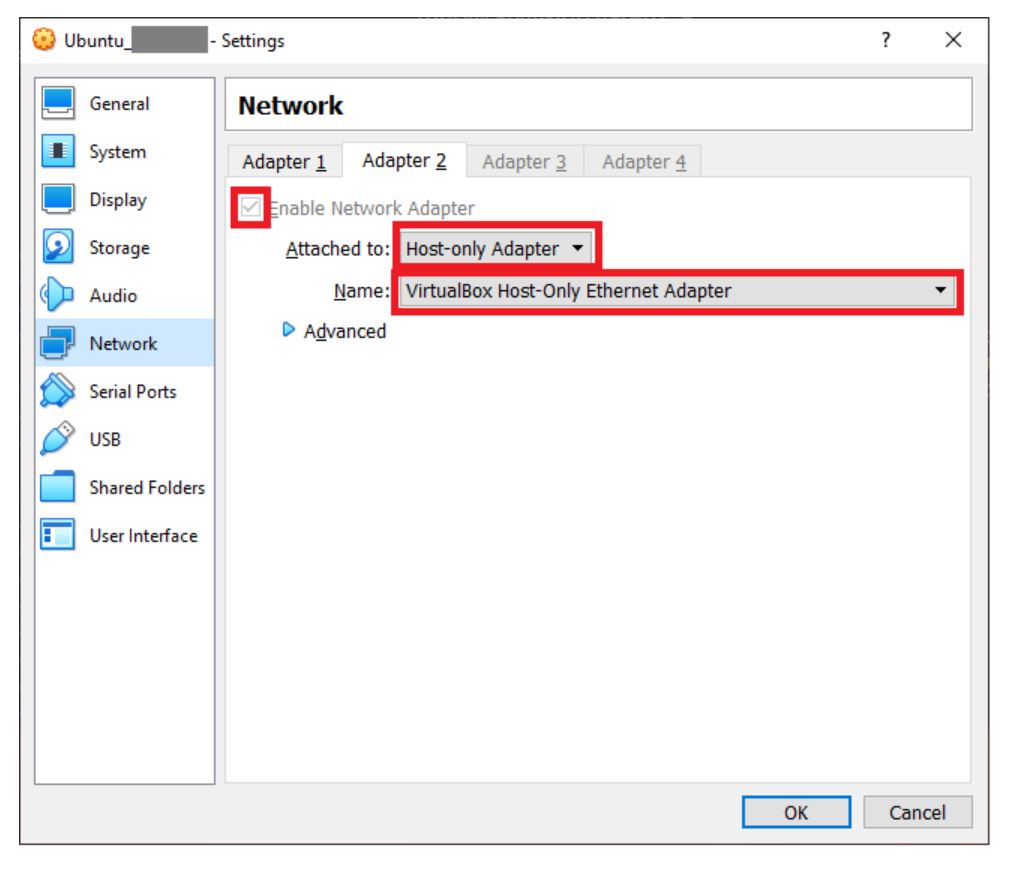 Ubuntu_ - Settings
?
General
System
Display
Storage
Audio
Network
Serial Ports
USB
Shared Folders
User Interface
Network
Adapter 1 Adapter 2 Adapter 3 Adapter 4
Enable Network Adapter
Attached to: Host-only Adapter
Name: VirtualBox Host-Only Ethernet Adapter
Advanced
OK Cancel